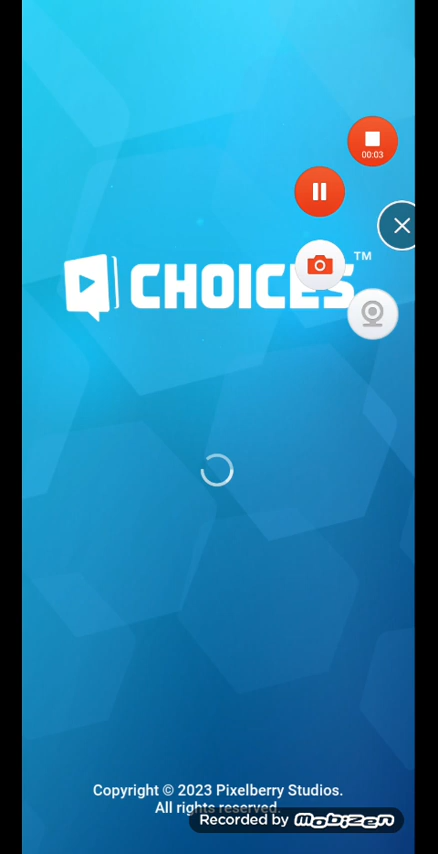 00:03
CHOICES™
Copyright © 2023 Pixelberry Studios.
All rights reserved.
Recorded by MOBIZEN